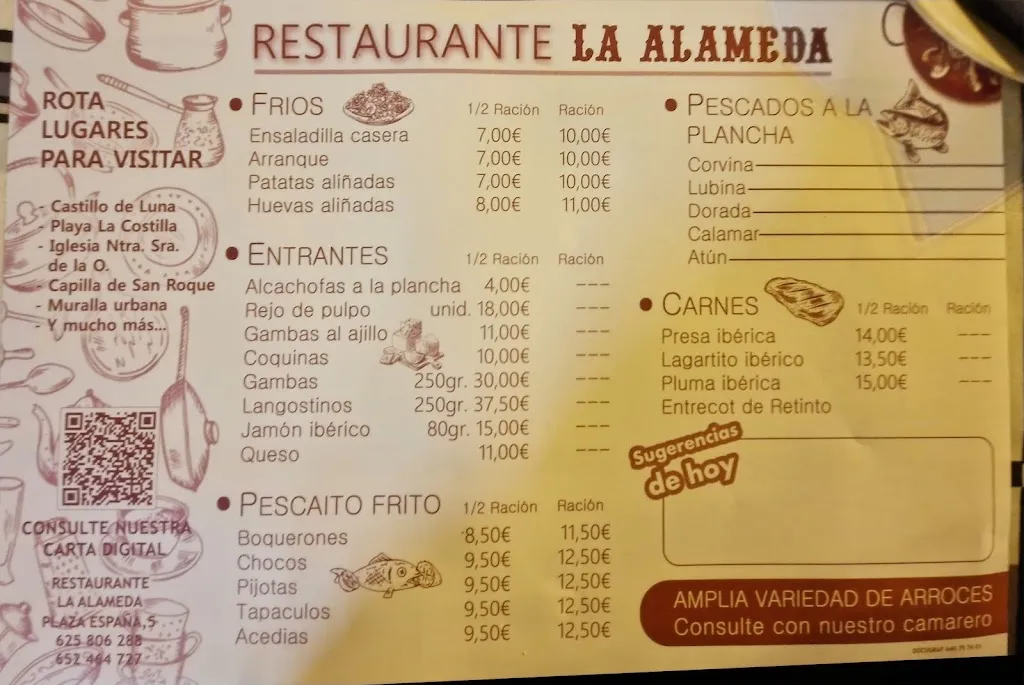 RESTAURANTE LA ALAMEDA
ROTA
LUGARES
PARA VISITAR
- Castillo de Luna
- Playa La Costilla
- Iglesia Ntra. Sra.
de la O.
- Capilla de San Roque
- Muralla urbana
- Y mucho más...
CONSULTE NUESTRA
CARTA DIGITAL
RESTAURANTE
LA ALAMEDA
PLAZA ESPAÑA,5
625 806 288
652 464 727
• FRIOS 1/2 Ración Ración
Ensaladilla casera 7,00€ 10,00€
Arranque 7,00€ 10,00€
Patatas aliñadas 7,00€ 10,00€
Huevas aliñadas 8,00€ 11,00€
• ENTRANTES 1/2 Ración Ración
Alcachofas a la plancha 4,00€ ---
Rejo de pulpo unid. 18,00€ ---
Gambas al ajillo 11,00€ ---
Coquinas 10,00€ ---
Gambas 250gr. 30,00€ ---
Langostinos 250gr. 37,50€ ---
Jamón ibérico 80gr. 15,00€ ---
Queso 11,00€ ---
• PESCAITO FRITO 1/2 Ración Ración
Boquerones 8,50€ 11,50€
Chocos 9,50€ 12,50€
Pijotas 9,50€ 12,50€
Tapaculos 9,50€ 12,50€
Acedias 9,50€ 12,50€
• PESCADOS A LA
PLANCHA
Corvina
Lubina
Dorada
Calamar
Atún
• CARNES 1/2 Ración Ración
Presa ibérica 14,00€ ---
Lagartito ibérico 13,50€ ---
Pluma ibérica 15,00€ ---
Entrecot de Retinto
Sugerencias
de hoy
AMPLIA VARIEDAD DE ARROCES
Consulte con nuestro camarero